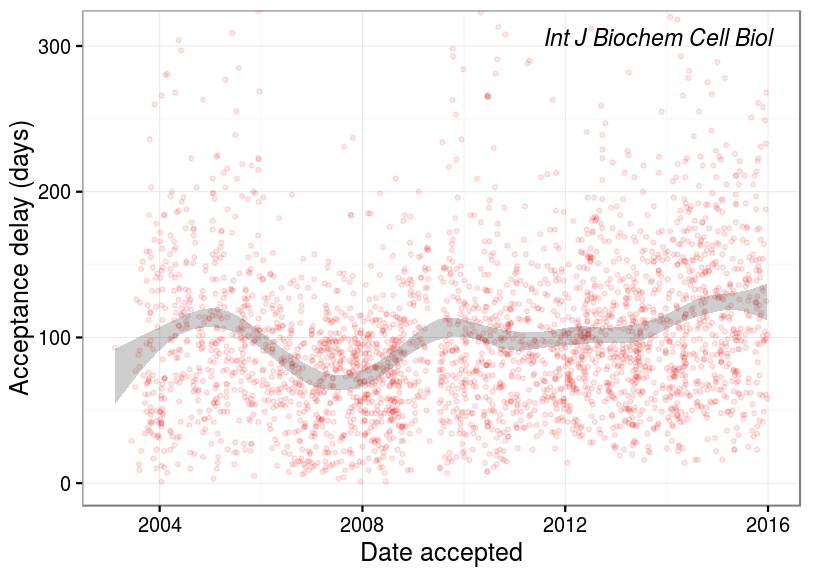 Int J Biochem Cell Biol
Acceptance delay (days)
300
200
100
0
2004 2008 2012 2016
Date accepted